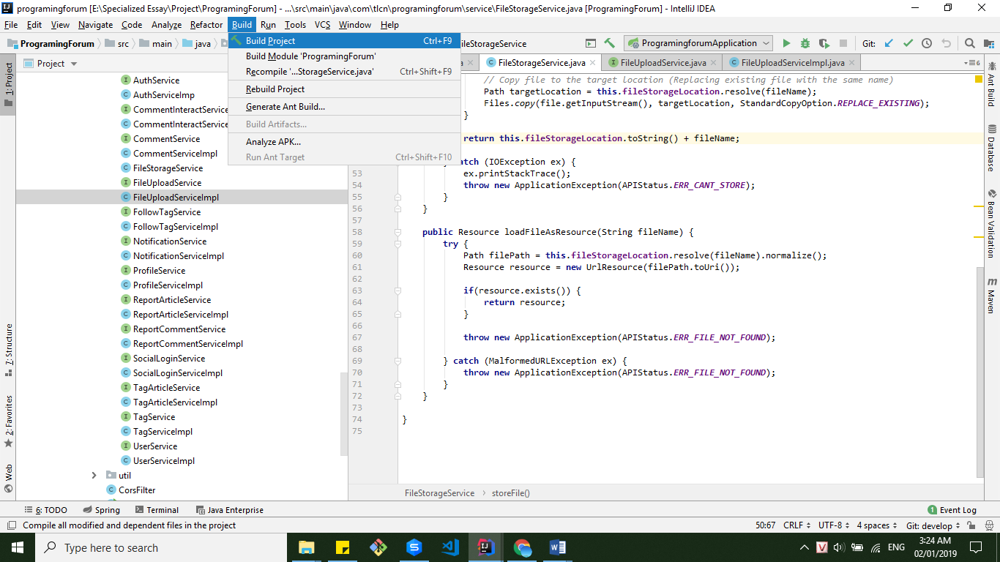 programingforum [E:\Specialized Essay\Project\ProgramingForum] - ...\src\main\java\com\tlcn\programingforum\service\FileStorageService.java [ProgramingForum] - IntelliJ IDEA
File Edit View Navigate Code Analyze Refactor Build Run Tools VCS Window Help
ProgramingForum src main java
ileStorageService
ProgramingforumApplication
Git:
Build Project Ctrl+F9
Build Module 'ProgramingForum'
Recompile '...StorageService.java' Ctrl+Shift+F9
Rebuild Project
Generate Ant Build...
Build Artifacts...
Analyze APK...
Run Ant Target Ctrl+Shift+F10
1: Project
7: Structure
2: Favorites
Web
Project
AuthService
AuthServiceImp
CommentInteractService
CommentInteractService
CommentService
CommentServiceImpl
FileStorageService
FileUploadService
FileUploadServiceImpl
FollowTagService
FollowTagServiceImpl
NotificationService
NotificationServiceImpl
ProfileService
ProfileServiceImpl
ReportArticleService
ReportArticleServiceImpl
ReportCommentService
ReportCommentServiceImpl
SocialLoginService
SocialLoginServiceImpl
TagArticleService
TagArticleServiceImpl
TagService
TagServiceImpl
UserService
UserServiceImpl
util
CorsFilter
a FileStorageService.java FileUploadService.java FileUploadServiceImpl.java 6
// Copy file to the target location (Replacing existing file with the same name)
Path targetLocation = this.fileStorageLocation.resolve(fileName);
Files.copy(file.getInputStream(), targetLocation, StandardCopyOption.REPLACE_EXISTING);
}
return this.fileStorageLocation.toString() + fileName;
atch (IOException ex) {
53 ex.printStackTrace();
54 throw new ApplicationException(APIStatus.ERR_CANT_STORE);
55 }
56 }
57
58 public Resource loadFileAsResource(String fileName) {
59 try {
60 Path filePath = this.fileStorageLocation.resolve(fileName).normalize();
61 Resource resource = new UrlResource(filePath.toUri());
62
63 if(resource.exists()) {
64 return resource;
65 }
66
67 throw new ApplicationException(APIStatus.ERR_FILE_NOT_FOUND);
68
69 } catch (MalformedURLException ex) {
70 throw new ApplicationException(APIStatus.ERR_FILE_NOT_FOUND);
71 }
72 }
73
74 }
75
FileStorageService storeFile()
Ant Build
Database
Bean Validation
m Maven
6: TODO Spring Terminal Java Enterprise 1 Event Log
Compile all modified and dependent files in the project 50:67 CRLF UTF-8 4 spaces Git: develop
Type here to search
ENG
3:24 AM
02/01/2019